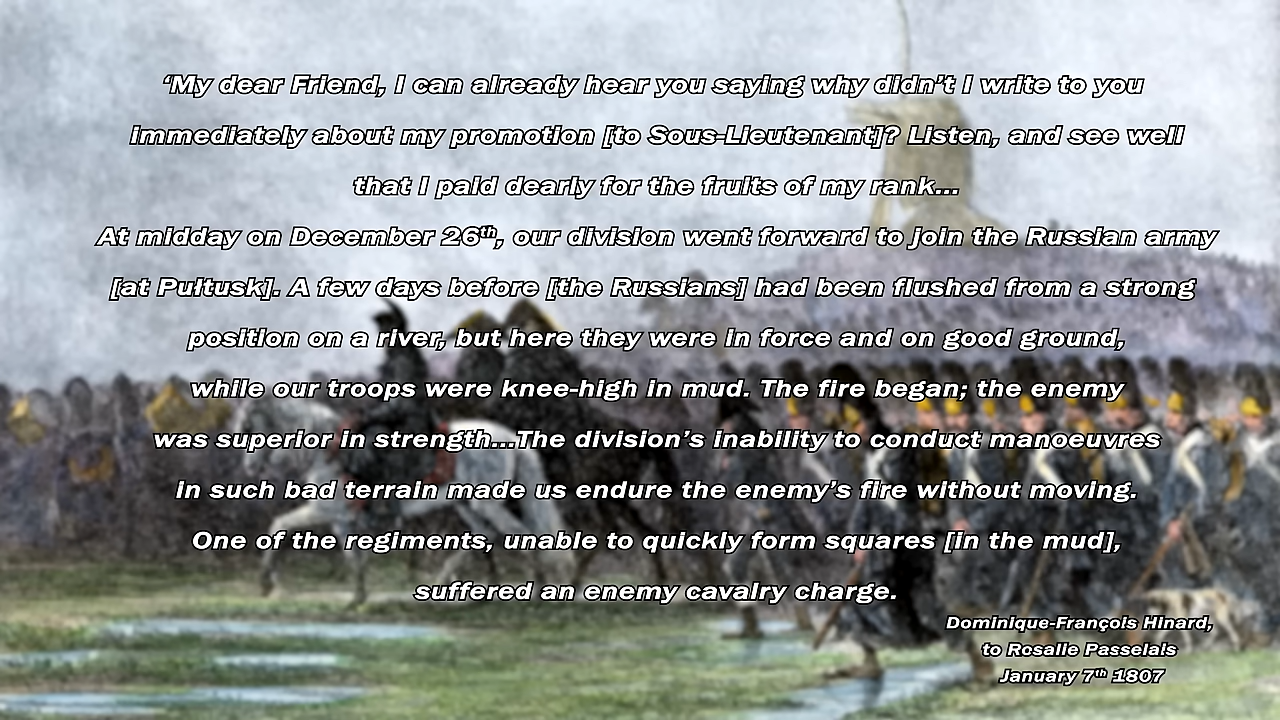 ‘My dear Friend, I can already hear you saying why didn’t I write to you
immediately about my promotion [to Sous-Lieutenant]? Listen, and see well
that I paid dearly for the fruits of my rank...
At midday on December 26th, our division went forward to join the Russian army
[at Pułtusk]. A few days before [the Russians] had been flushed from a strong
position on a river, but here they were in force and on good ground,
while our troops were knee-high in mud. The fire began; the enemy
was superior in strength...The division’s inability to conduct manoeuvres
in such bad terrain made us endure the enemy’s fire without moving.
One of the regiments, unable to quickly form squares [in the mud],
suffered an enemy cavalry charge.
Dominique-François Hinard,
to Rosalie Passelais
January 7th 1807